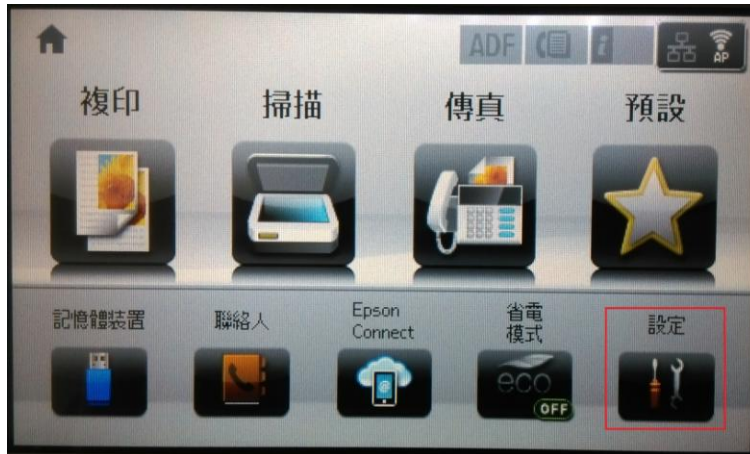 ADF
i
AP
複印
掃描
傳真
預設
記憶體裝置
聯絡人
Epson
Connect
省電
模式
設定
eco
OFF